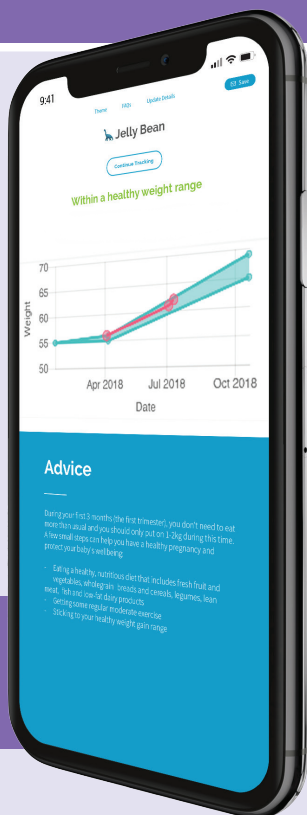 9:41
Theme FAQs Update Details
Save
Jelly Bean
Continue Tracking
Within a healthy weight range
70
65
60
55
50
Weight
Apr 2018 Jul 2018 Oct 2018
Date
Advice
During your first 3 months (the first trimester), you don't need to eat
more than usual and you should only put on 1-2kg during this time.
A few small steps can help you have a healthy pregnancy and
protect your baby's wellbeing
- Eating a healthy, nutritious diet that includes fresh fruit and
vegetables, wholegrain breads and cereals, legumes, lean
meat, fish and low-fat dairy products
- Getting some regular moderate exercise
- Sticking to your healthy weight gain range